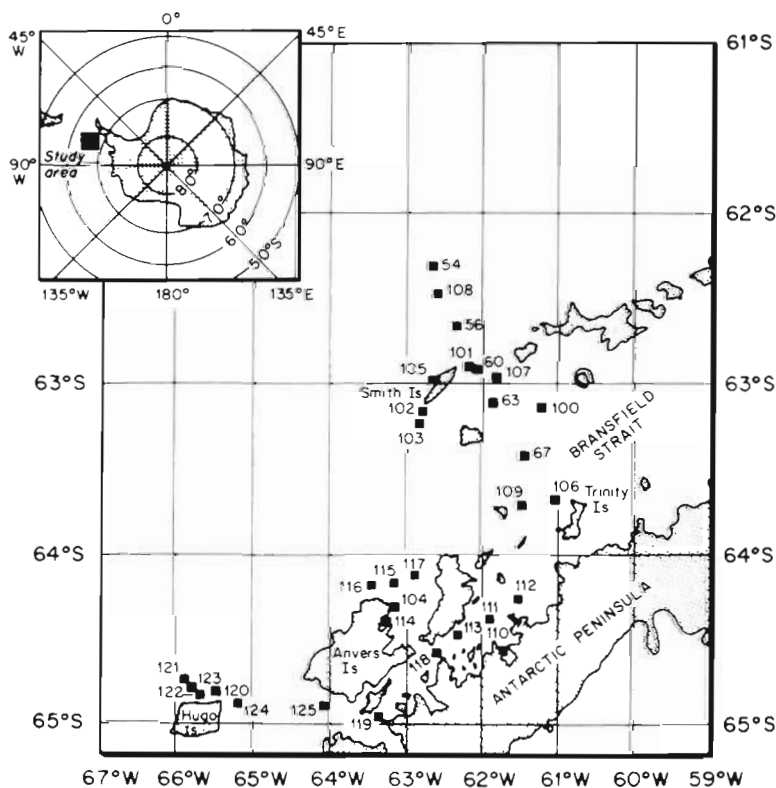 0°
45° W
45°E
Study area
90° W
90°E
80°
70°
60°
50°S
135°W
180°
135°E
61°S
62°S
63°S
64°S
65°S
63°S
64°S
65°S
54
108
56
101
60
107
105
Smith Is
102
103
63
100
BRANSFIELD STRAIT
67
109
106
Trinity Is
117
115
116
104
114
112
111
113
110
118
Anvers Is
ANTARCTIC PENINSULA
121
123
122
120
124
125
119
Hugo Is
67°W
66°W
65°W
64°W
63°W
62°W
61°W
60°W
59°W